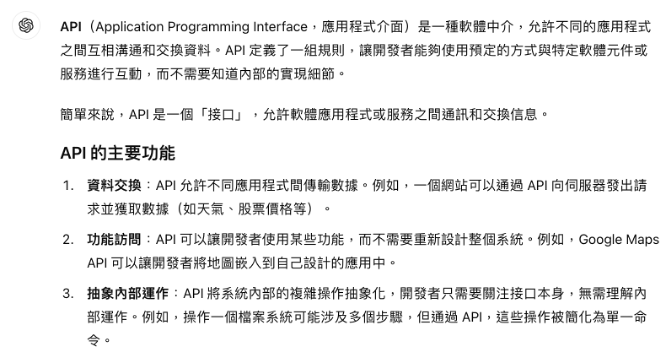 API（Application Programming Interface，應用程式介面）是一種軟體中介，允許不同的應用程式
之間互相溝通和交換資料。API 定義了一組規則，讓開發者能夠使用預定的方式與特定軟體元件或
服務進行互動，而不需要知道內部的實現細節。
簡單來說，API 是一個「接口」，允許軟體應用程式或服務之間通訊和交換信息。
API 的主要功能
1. 資料交換：API 允許不同應用程式間傳輸數據。例如，一個網站可以通過 API 向伺服器發出請
求並獲取數據（如天氣、股票價格等）。
2. 功能訪問：API 可以讓開發者使用某些功能，而不需要重新設計整個系統。例如，Google Maps
API 可以讓開發者將地圖嵌入到自己設計的應用中。
3. 抽象內部運作：API 將系統內部的複雜操作抽象化，開發者只需要關注接口本身，無需理解內
部運作。例如，操作一個檔案系統可能涉及多個步驟，但通過 API，這些操作被簡化為單一命
令。